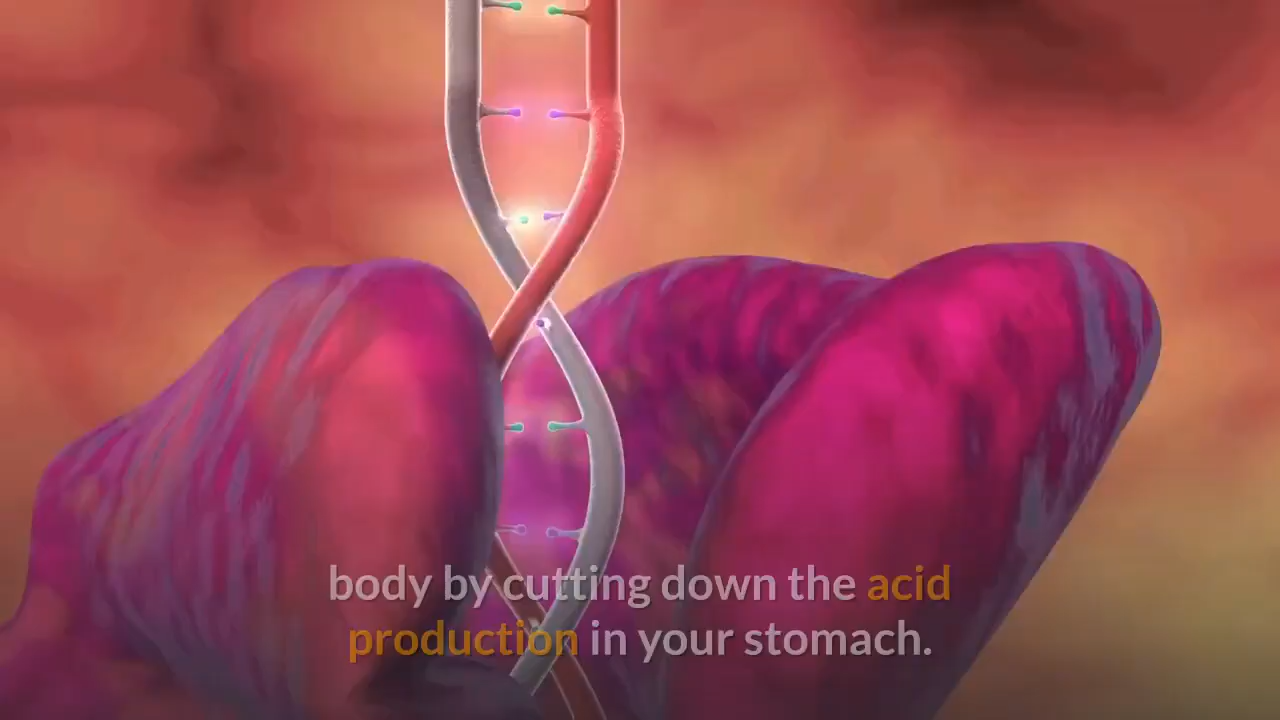 body by cutting down the acid
production in your stomach.